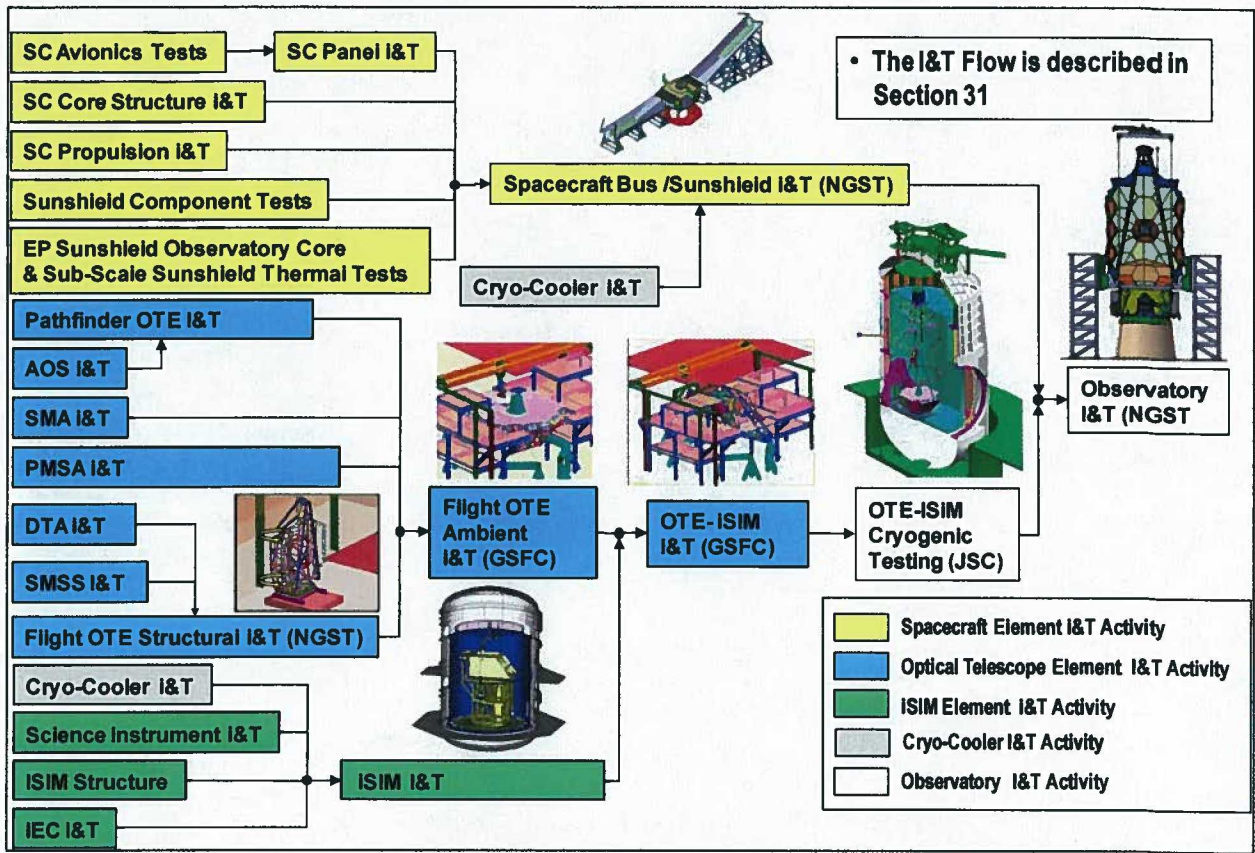 SC Avionics Tests
SC Panel I&T
SC Core Structure I&T
SC Propulsion I&T
Sunshield Component Tests
EP Sunshield Observatory Core
& Sub-Scale Sunshield Thermal Tests
• The I&T Flow is described in
Section 31
Spacecraft Bus /Sunshield I&T (NGST)
Cryo-Cooler I&T
Pathfinder OTE I&T
AOS I&T
SMA I&T
PMSA I&T
DTA I&T
SMSS I&T
Flight OTE Structural I&T (NGST)
Flight OTE
Ambient
I&T (GSFC)
OTE-ISIM
I&T (GSFC)
OTE-ISIM
Cryogenic
Testing (JSC)
Observatory
I&T (NGST
Cryo-Cooler I&T
Science Instrument I&T
ISIM Structure
IEC I&T
ISIM I&T
Spacecraft Element I&T Activity
Optical Telescope Element I&T Activity
ISIM Element I&T Activity
Cryo-Cooler I&T Activity
Observatory I&T Activity